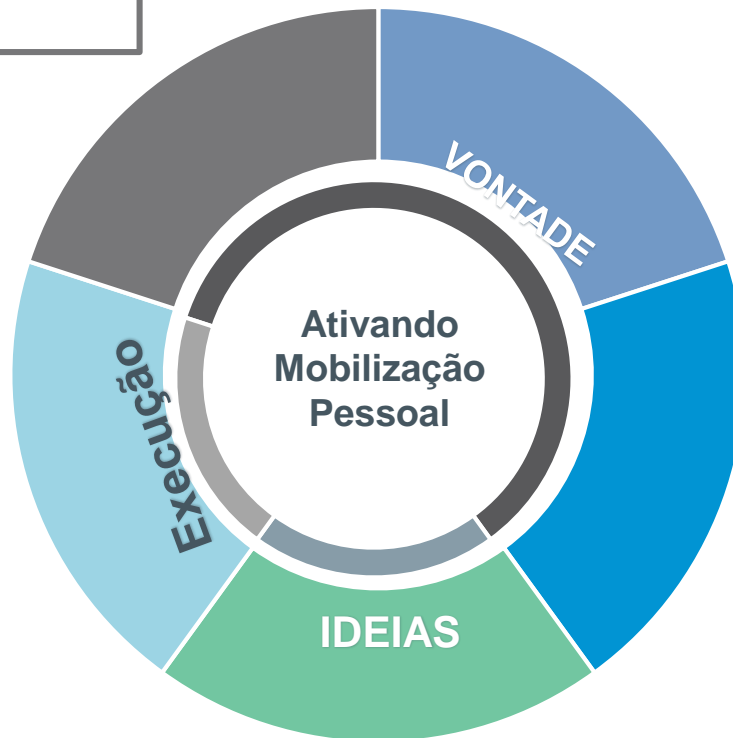 VONTADE
Ativando
Mobilização
Pessoal
Execução
IDEIAS